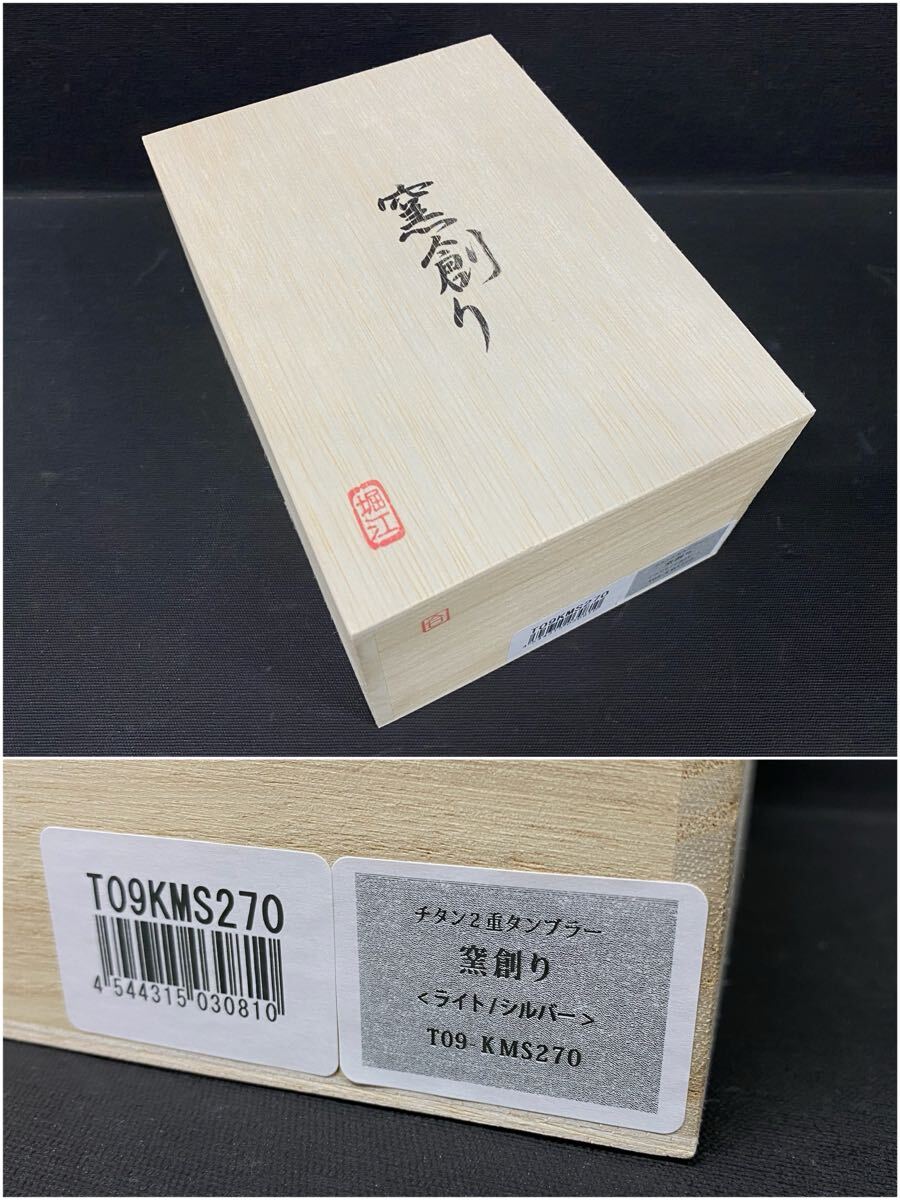 窯創り
堀江
T09KMS270
T09KMS270
4 544315 030810
チタン2重タンブラー
窯創り
<ライト/シルバー>
T09-KMS270